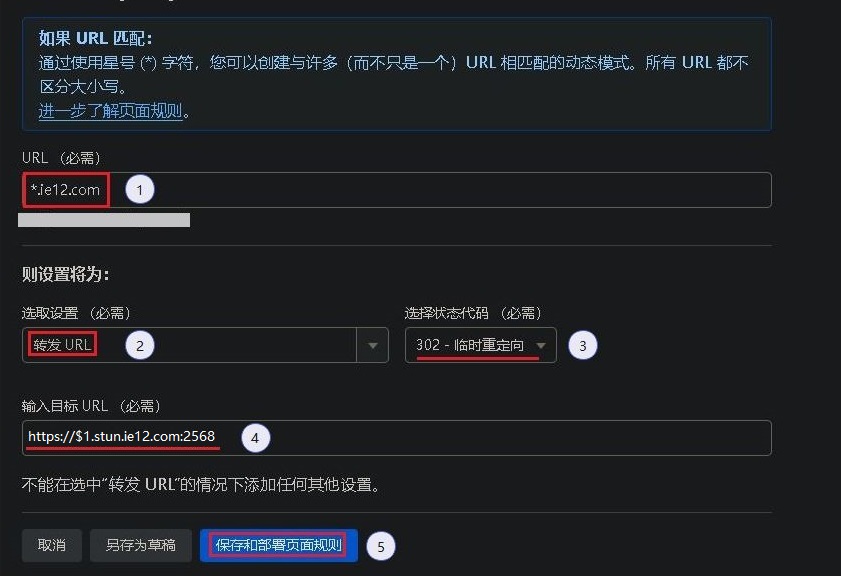 如果 URL 匹配：
通过使用星号 (*) 字符，您可以创建与许多（而不只是一个）URL 相匹配的动态模式。所有 URL 都不
区分大小写。
进一步了解页面规则。
URL （必需）
*.ie12.com 1
则设置将为：
选取设置 （必需） 选择状态代码 （必需）
转发 URL 2 302 - 临时重定向 3
输入目标 URL （必需）
https://$1.stun.ie12.com:2568 4
不能在选中“转发 URL”的情况下添加任何其他设置。
取消 另存为草稿 保存和部署页面规则 5